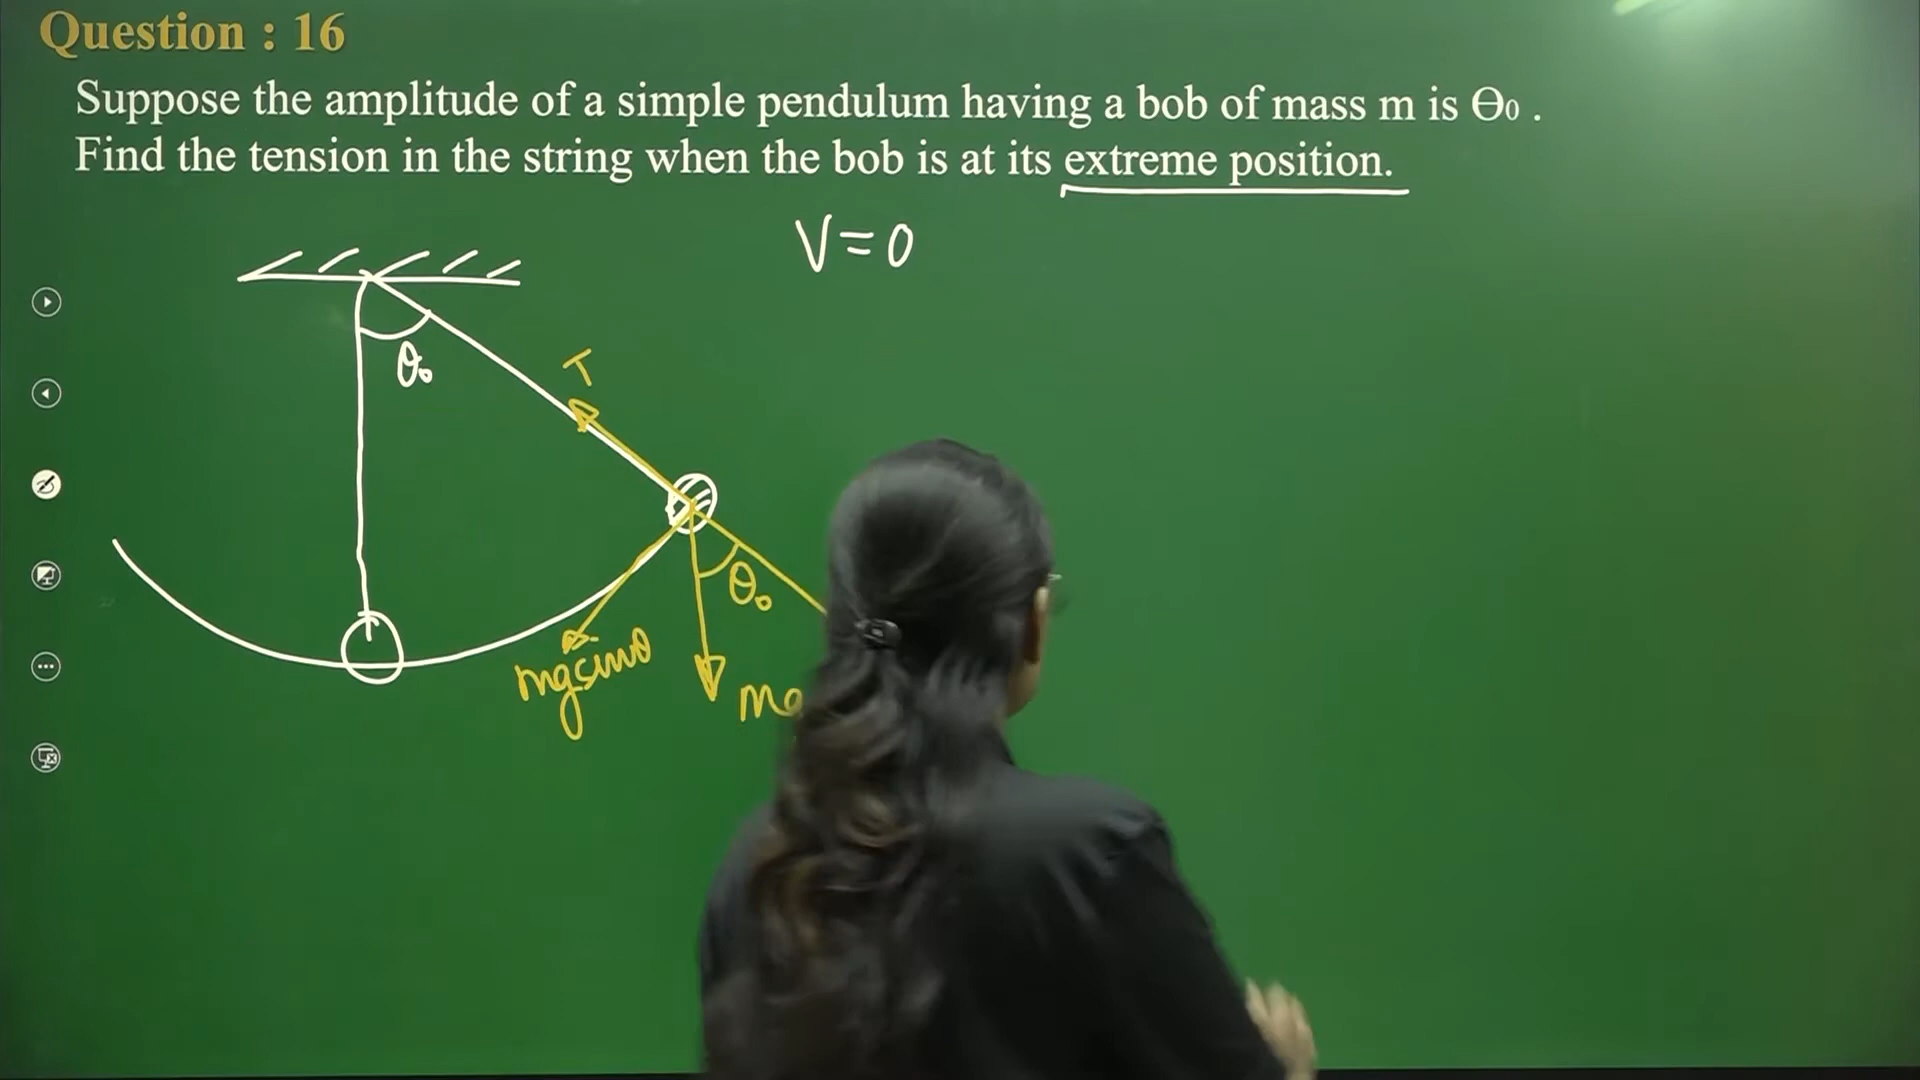 Question : 16
Suppose the amplitude of a simple pendulum having a bob of mass m is Ө₀ .
Find the tension in the string when the bob is at its extreme position.
V=0
θ₀
T
θ₀
mgsinθ